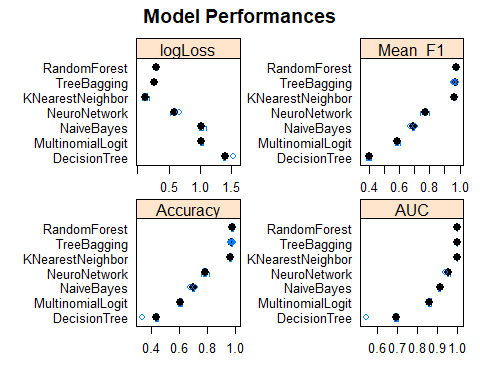 Model Performances
logLoss
RandomForest
TreeBagging
KNearestNeighbor
NeuroNetwork
NaiveBayes
MultinomialLogit
DecisionTree
0.5 1.0 1.5
Mean_F1
RandomForest
TreeBagging
KNearestNeighbor
NeuroNetwork
NaiveBayes
MultinomialLogit
DecisionTree
0.4 0.6 0.8 1.0
Accuracy
RandomForest
TreeBagging
KNearestNeighbor
NeuroNetwork
NaiveBayes
MultinomialLogit
DecisionTree
0.4 0.6 0.8 1.0
AUC
RandomForest
TreeBagging
KNearestNeighbor
NeuroNetwork
NaiveBayes
MultinomialLogit
DecisionTree
0.6 0.7 0.8 0.9 1.0